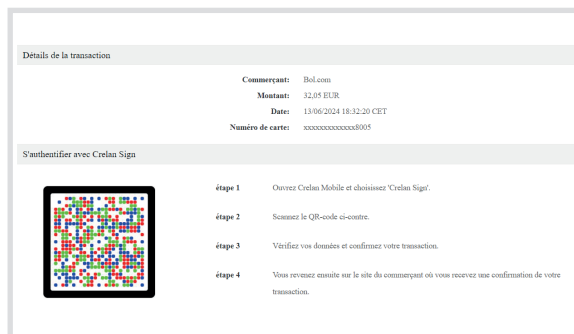 Détails de la transaction
Commerçant: Bol.com
Montant: 32,05 EUR
Date: 13/06/2024 18:32:20 CET
Numéro de carte: xxxxxxxxxxxxx8005
S'authentifier avec Crelan Sign
étape 1 Ouvrez Crelan Mobile et choisissez 'Crelan Sign'.
étape 2 Scannez le QR-code ci-contre.
étape 3 Vérifiez vos données et confirmez votre transaction.
étape 4 Vous revenez ensuite sur le site du commerçant où vous recevez une confirmation de votre
transaction.